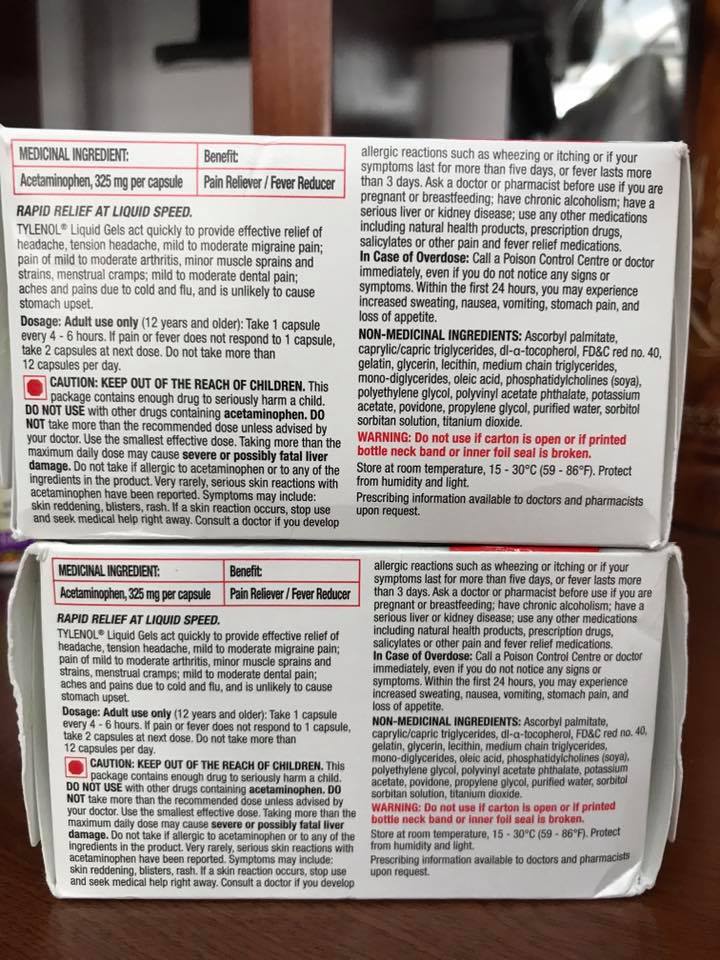 MEDICINAL INGREDIENT:
Benefit:
Acetaminophen, 325 mg per capsule
Pain Reliever / Fever Reducer
RAPID RELIEF AT LIQUID SPEED.
TYLENOL® Liquid Gels act quickly to provide effective relief of
headache, tension headache, mild to moderate migraine pain;
pain of mild to moderate arthritis, minor muscle sprains and
strains, menstrual cramps; mild to moderate dental pain;
aches and pains due to cold and flu, and is unlikely to cause
stomach upset.
Dosage: Adult use only (12 years and older): Take 1 capsule
every 4 - 6 hours. If pain or fever does not respond to 1 capsule,
take 2 capsules at next dose. Do not take more than
12 capsules per day.
CAUTION: KEEP OUT OF THE REACH OF CHILDREN. This
package contains enough drug to seriously harm a child.
DO NOT USE with other drugs containing acetaminophen. DO
NOT take more than the recommended dose unless advised by
your doctor. Use the smallest effective dose. Taking more than the
maximum daily dose may cause severe or possibly fatal liver
damage. Do not take if allergic to acetaminophen or to any of the
ingredients in the product. Very rarely, serious skin reactions with
acetaminophen have been reported. Symptoms may include:
skin reddening, blisters, rash. If a skin reaction occurs, stop use
and seek medical help right away. Consult a doctor if you develop
allergic reactions such as wheezing or itching or if your
symptoms last for more than five days, or fever lasts more
than 3 days. Ask a doctor or pharmacist before use if you are
pregnant or breastfeeding; have chronic alcoholism; have a
serious liver or kidney disease; use any other medications
including natural health products, prescription drugs,
salicylates or other pain and fever relief medications.
In Case of Overdose: Call a Poison Control Centre or doctor
immediately, even if you do not notice any signs or
symptoms. Within the first 24 hours, you may experience
increased sweating, nausea, vomiting, stomach pain, and
loss of appetite.
NON-MEDICINAL INGREDIENTS: Ascorbyl palmitate,
caprylic/capric triglycerides, dl-α-tocopherol, FD&C red no. 40,
gelatin, glycerin, lecithin, medium chain triglycerides,
mono-diglycerides, oleic acid, phosphatidylcholines (soya),
polyethylene glycol, polyvinyl acetate phthalate, potassium
acetate, povidone, propylene glycol, purified water, sorbitol
sorbitan solution, titanium dioxide.
WARNING: Do not use if carton is open or if printed
bottle neck band or inner foil seal is broken.
Store at room temperature, 15 - 30°C (59 - 86°F). Protect
from humidity and light.
Prescribing information available to doctors and pharmacists
upon request.
MEDICINAL INGREDIENT:
Benefit:
Acetaminophen, 325 mg per capsule
Pain Reliever / Fever Reducer
RAPID RELIEF AT LIQUID SPEED.
TYLENOL® Liquid Gels act quickly to provide effective relief of
headache, tension headache, mild to moderate migraine pain;
pain of mild to moderate arthritis, minor muscle sprains and
strains, menstrual cramps; mild to moderate dental pain;
aches and pains due to cold and flu, and is unlikely to cause
stomach upset.
Dosage: Adult use only (12 years and older): Take 1 capsule
every 4 - 6 hours. If pain or fever does not respond to 1 capsule,
take 2 capsules at next dose. Do not take more than
12 capsules per day.
CAUTION: KEEP OUT OF THE REACH OF CHILDREN. This
package contains enough drug to seriously harm a child.
DO NOT USE with other drugs containing acetaminophen. DO
NOT take more than the recommended dose unless advised by
your doctor. Use the smallest effective dose. Taking more than the
maximum daily dose may cause severe or possibly fatal liver
damage. Do not take if allergic to acetaminophen or to any of the
ingredients in the product. Very rarely, serious skin reactions with
acetaminophen have been reported. Symptoms may include:
skin reddening, blisters, rash. If a skin reaction occurs, stop use
and seek medical help right away. Consult a doctor if you develop
allergic reactions such as wheezing or itching or if your
symptoms last for more than five days, or fever lasts more
than 3 days. Ask a doctor or pharmacist before use if you are
pregnant or breastfeeding; have chronic alcoholism; have a
serious liver or kidney disease; use any other medications
including natural health products, prescription drugs,
salicylates or other pain and fever relief medications.
In Case of Overdose: Call a Poison Control Centre or doctor
immediately, even if you do not notice any signs or
symptoms. Within the first 24 hours, you may experience
increased sweating, nausea, vomiting, stomach pain, and
loss of appetite.
NON-MEDICINAL INGREDIENTS: Ascorbyl palmitate,
caprylic/capric triglycerides, dl-α-tocopherol, FD&C red no. 40,
gelatin, glycerin, lecithin, medium chain triglycerides,
mono-diglycerides, oleic acid, phosphatidylcholines (soya),
polyethylene glycol, polyvinyl acetate phthalate, potassium
acetate, povidone, propylene glycol, purified water, sorbitol
sorbitan solution, titanium dioxide.
WARNING: Do not use if carton is open or if printed
bottle neck band or inner foil seal is broken.
Store at room temperature, 15 - 30°C (59 - 86°F). Protect
from humidity and light.
Prescribing information available to doctors and pharmacists
upon request.